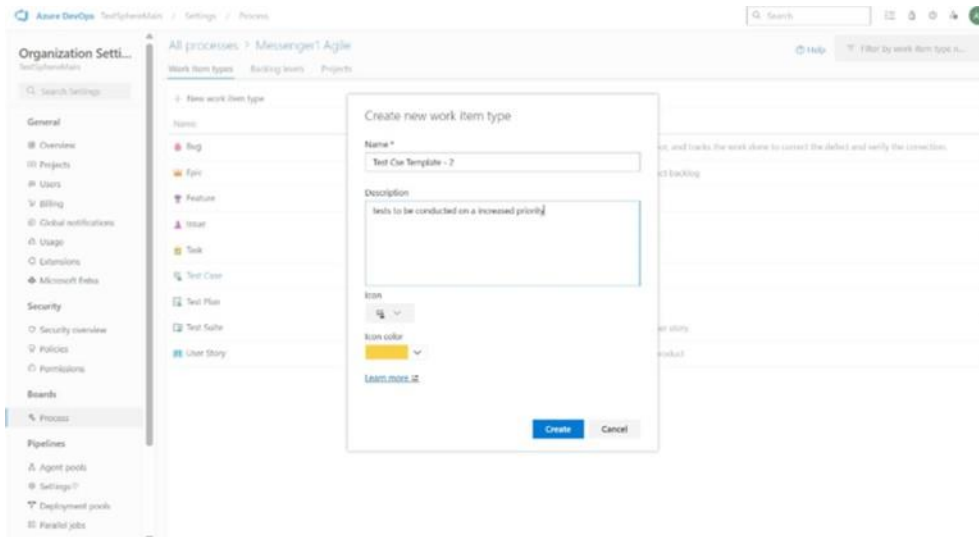 Azure DevOps TestSphereMain / Settings / Process
Search
Organization Setti...
TestSphereMain
Search Settings
General
Overview
Projects
Users
Billing
Global notifications
Usage
Extensions
Microsoft Entra
Security
Security overview
Policies
Permissions
Boards
Process
Pipelines
Agent pools
Settings
Deployment pools
Parallel jobs
All processes > Messenger1 Agile
Help
Filter by work item type n...
Work item types Backlog levels Projects
+ New work item type
Name
Bug
Epic
Feature
Issue
Task
Test Case
Test Plan
Test Suite
User Story
and tracks the work done to correct the defect and verify the correction.
backlog
story.
Create new work item type
Name *
Test Cse Template - 2
Description
tests to be conducted on a increased priority
Icon
Icon color
Learn more
Create Cancel